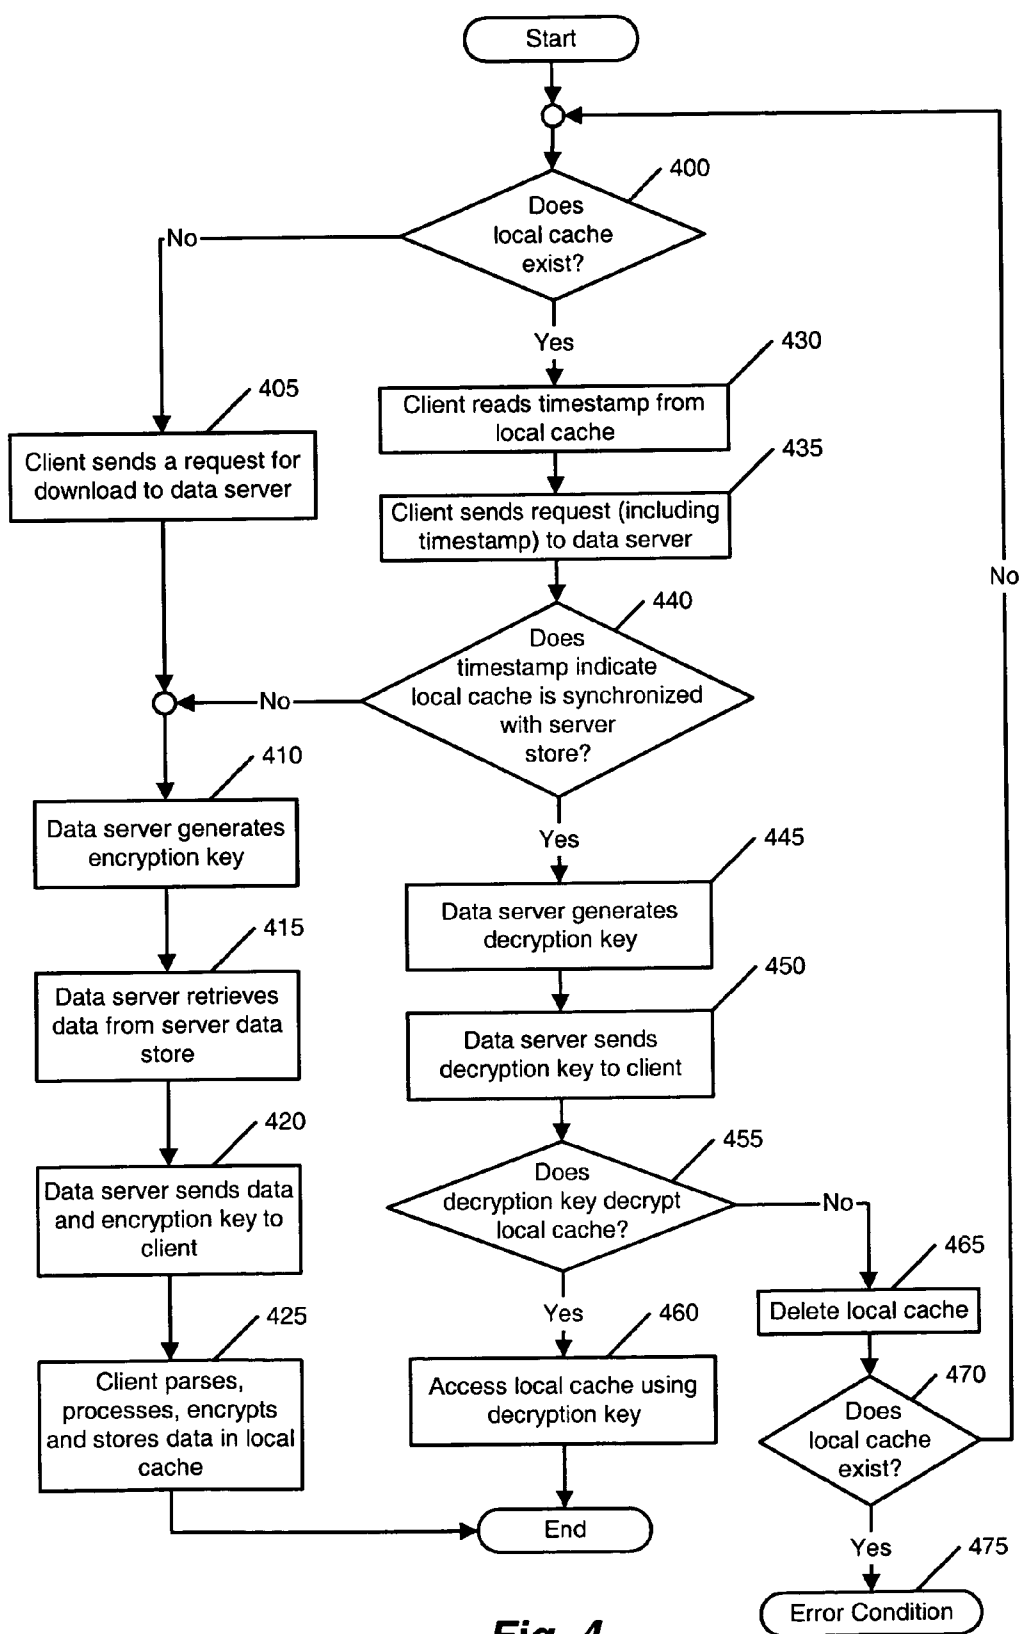 Start
400
Does
local cache
exist?
No
Yes
430
Client reads timestamp from
local cache
405
Client sends a request for
download to data server
435
Client sends request (including
timestamp) to data server
No
440
Does
timestamp indicate
local cache is synchronized
with server
store?
No
Yes
410
Data server generates
encryption key
445
Data server generates
decryption key
415
Data server retrieves
data from server data
store
450
Data server sends
decryption key to client
420
Data server sends data
and encryption key to
client
455
Does
decryption key decrypt
local cache?
No
Yes
465
Delete local cache
425
Client parses,
processes, encrypts
and stores data in local
cache
460
Access local cache using
decryption key
470
Does
local cache
exist?
End
Yes
475
Error Condition
Fig. 4